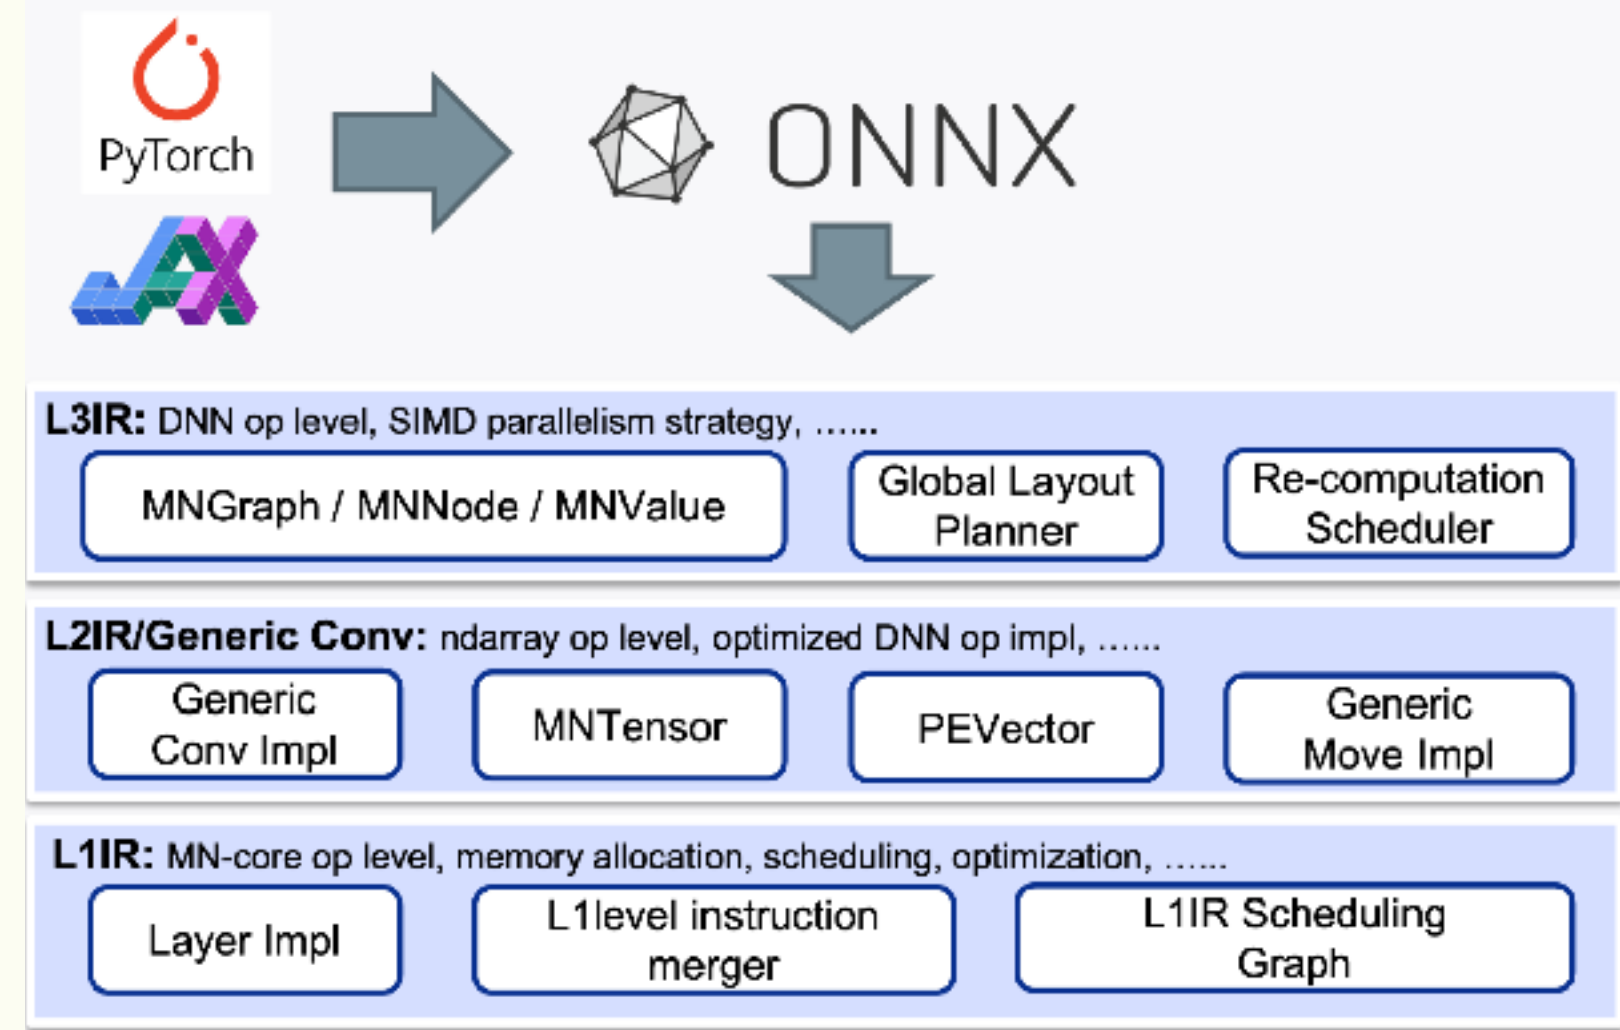 PyTorch
ONNX
JAX
L3IR: DNN op level, SIMD parallelism strategy, ......
MNGraph / MNNode / MNValue
Global Layout
Planner
Re-computation
Scheduler
L2IR/Generic Conv: ndarray op level, optimized DNN op impl, ......
Generic
Conv Impl
MNTensor
PEVector
Generic
Move Impl
L1IR: MN-core op level, memory allocation, scheduling, optimization, ......
Layer Impl
L1level instruction
merger
L1IR Scheduling
Graph